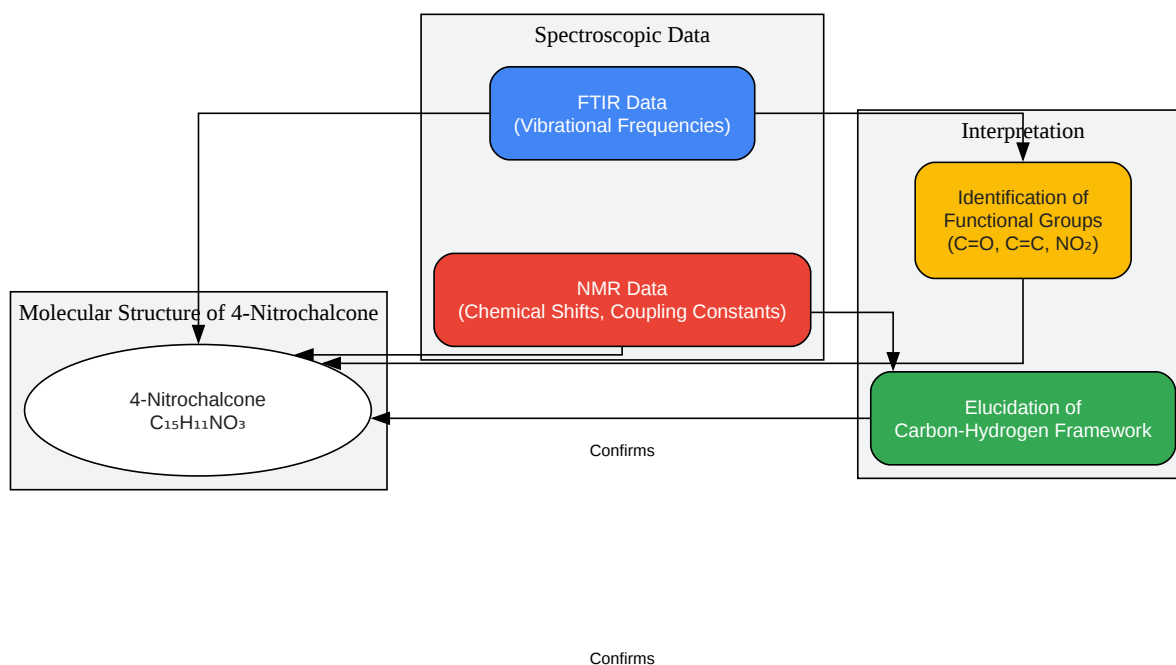 Spectroscopic Data
FTIR Data
(Vibrational Frequencies)
Interpretation
Identification of
Functional Groups
(C=O, C=C, NO₂)
NMR Data
(Chemical Shifts, Coupling Constants)
Molecular Structure of 4-Nitrochalcone
4-Nitrochalcone
C₁₅H₁₁NO₃
Elucidation of
Carbon-Hydrogen Framework
Confirms
Confirms